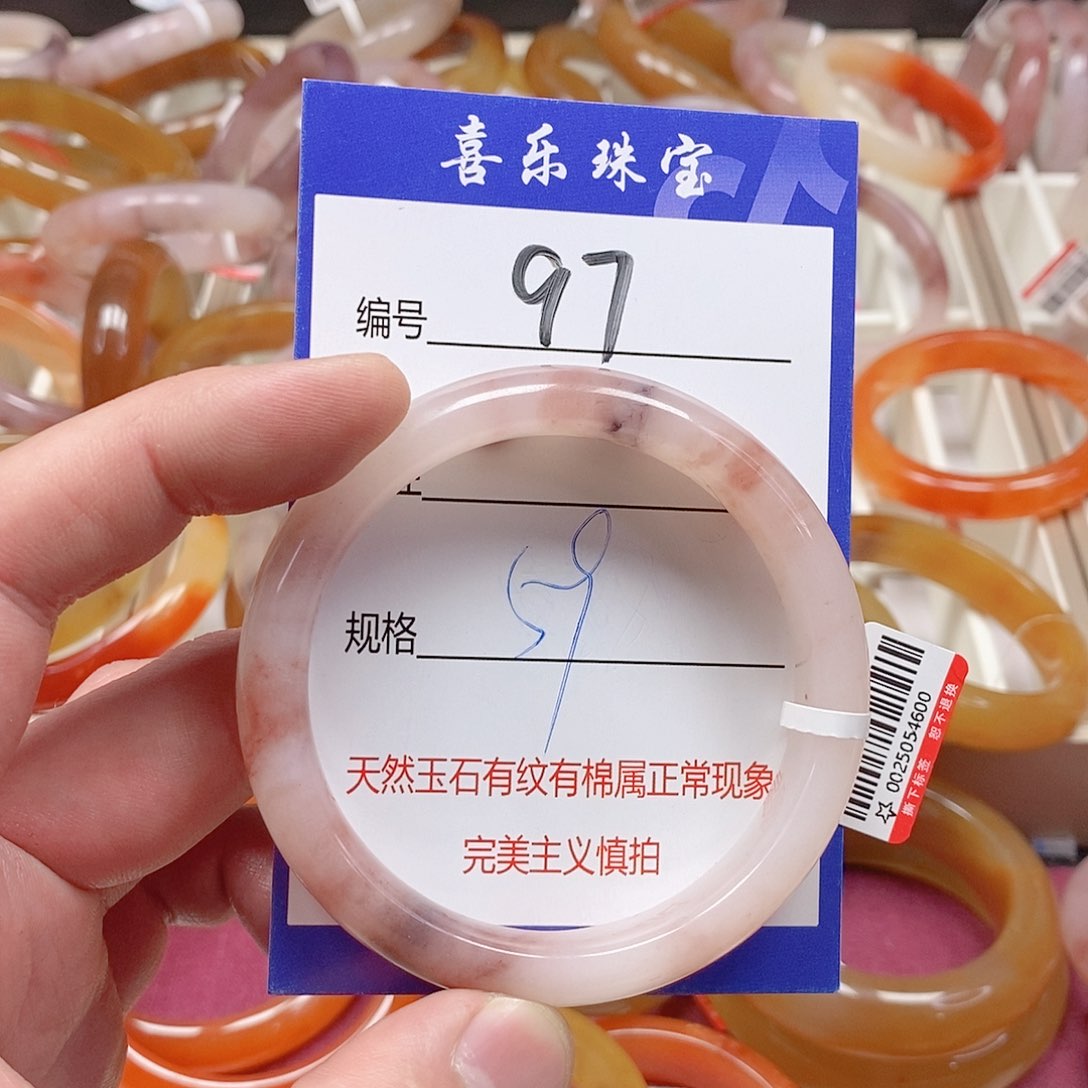 喜乐珠宝
编号 97
规格 59
天然玉石有纹有棉属正常现象
完美主义慎拍
0025054600
撕下标签 恕不退换